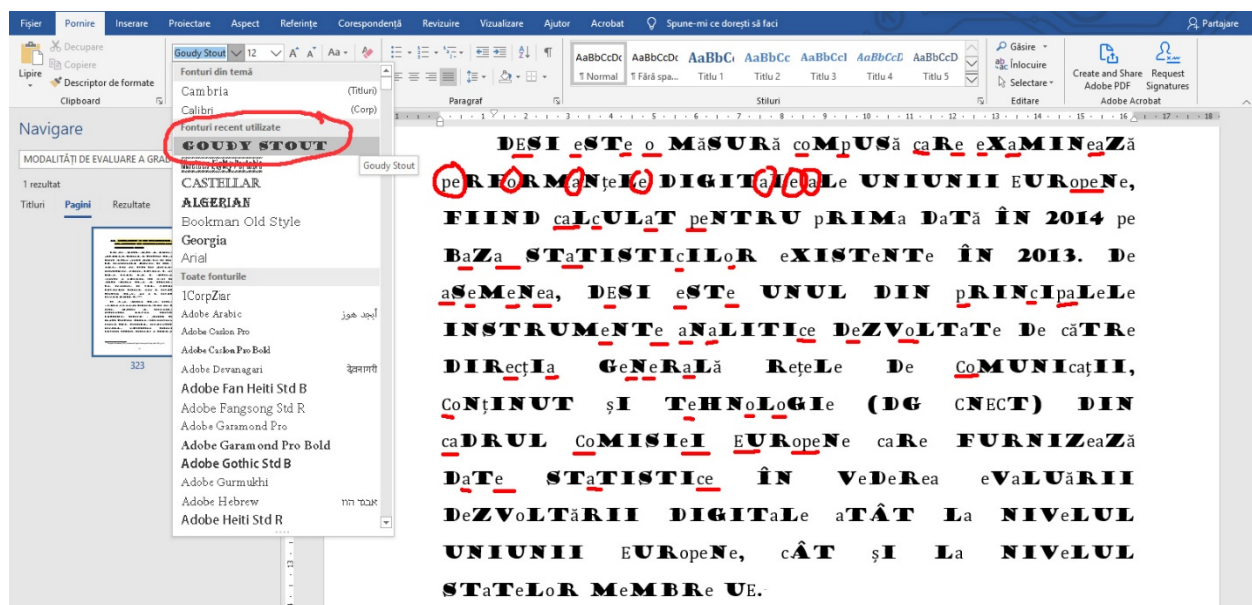 Fișier Pornire Inserare Proiectare Aspect Referințe Corespondență Revizuire Vizualizare Ajutor Acrobat Spune-mi ce dorești să faci Partajare
Lipire
Decupare
Copiere
Descriptor de formate
Clipboard
Goudy Stout 12
Paragraf
AaBbCcDc AaBbCcDc AaBbC AaBbCc AaBbCcI AaBbCcD AaBbCcD
¶ Normal ¶ Fără spa... Titlu 1 Titlu 2 Titlu 3 Titlu 4 Titlu 5
Stiluri
Găsire
Înlocuire
Selectare
Editare
Create and Share Adobe PDF
Request Signatures
Adobe Acrobat
Navigare
MODALITĂȚI DE EVALUARE A GRAD
1 rezultat
Titluri Pagini Rezultate
323
Fonturi din temă
Cambria (Titluri)
Calibri (Corp)
Fonturi recent utilizate
GOUDY STOUT
Goudy Stout
CASTELLAR
ALGERIAN
Bookman Old Style
Georgia
Arial
Toate fonturile
1CorpZiar
Adobe Arabic أبجد هوز
Adobe Caslon Pro
Adobe Caslon Pro Bold
Adobe Devanagari देवनागरी
Adobe Fan Heiti Std B
Adobe Fangsong Std R
Adobe Garamond Pro
Adobe Garamond Pro Bold
Adobe Gothic Std B
Adobe Gurmukhi
Adobe Hebrew אבגד הוז
Adobe Heiti Std R
DESI eSTe o MăSURă coMpUSă caRe eXaMINeaZă
peRFoRMaNțeLe DIGITaLe aLe UNIUNII EURopeNe,
FIIND caLcULaT peNTRU pRIMa DaTă ÎN 2014 pe
BaZa STaTISTIcILoR eXISTeNTe ÎN 2013. De
aSeMeNea, DESI eSTe UNUL DIN pRINcIpaLeLe
INSTRUMeNTe aNaLITIce DeZVoLTaTe De căTRe
DIRecțIa GeNeRaLă RețeLe De CoMUNIcațII,
CoNțINUT șI TeHNoLoGIe (DG CNECT) DIN
caDRUL CoMISIeI EURopeNe caRe FURNIZeaZă
DaTe STaTISTIce ÎN VeDeRea eVaLUăRII
DeZVoLTăRII DIGITaLe aTÂT La NIVeLUL
UNIUNII EURopeNe, cÂT șI La NIVeLUL
STaTeLoR MeMBRe UE.